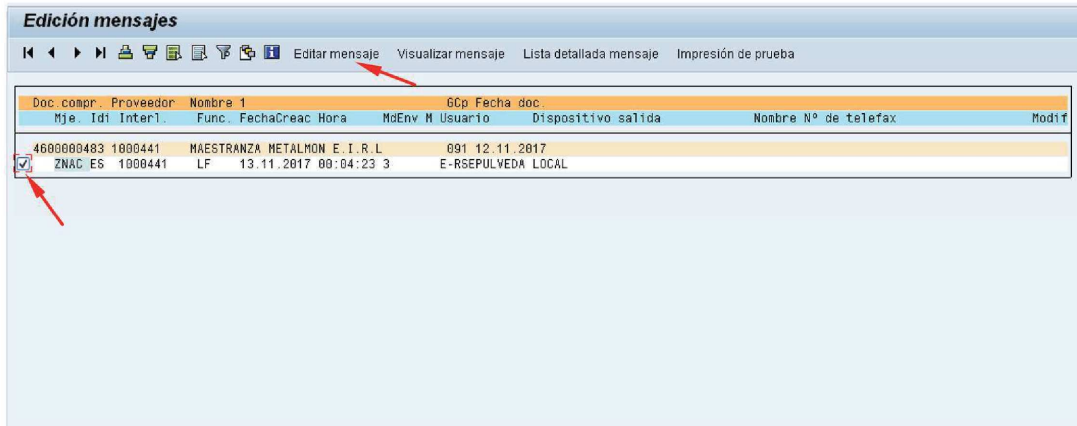 Edición mensajes
Editar mensaje Visualizar mensaje Lista detallada mensaje Impresión de prueba
Doc.compr. Proveedor Nombre 1 GCp Fecha doc.
Mje. Idi Interl. Func. FechaCreac Hora MdEnv M Usuario Dispositivo salida Nombre Nº de telefax Modif
4600000483 1000441 MAESTRANZA METALMON E.I.R.L 091 12.11.2017
ZNAC ES 1000441 LF 13.11.2017 00:04:23 3 E-RSEPULVEDA LOCAL